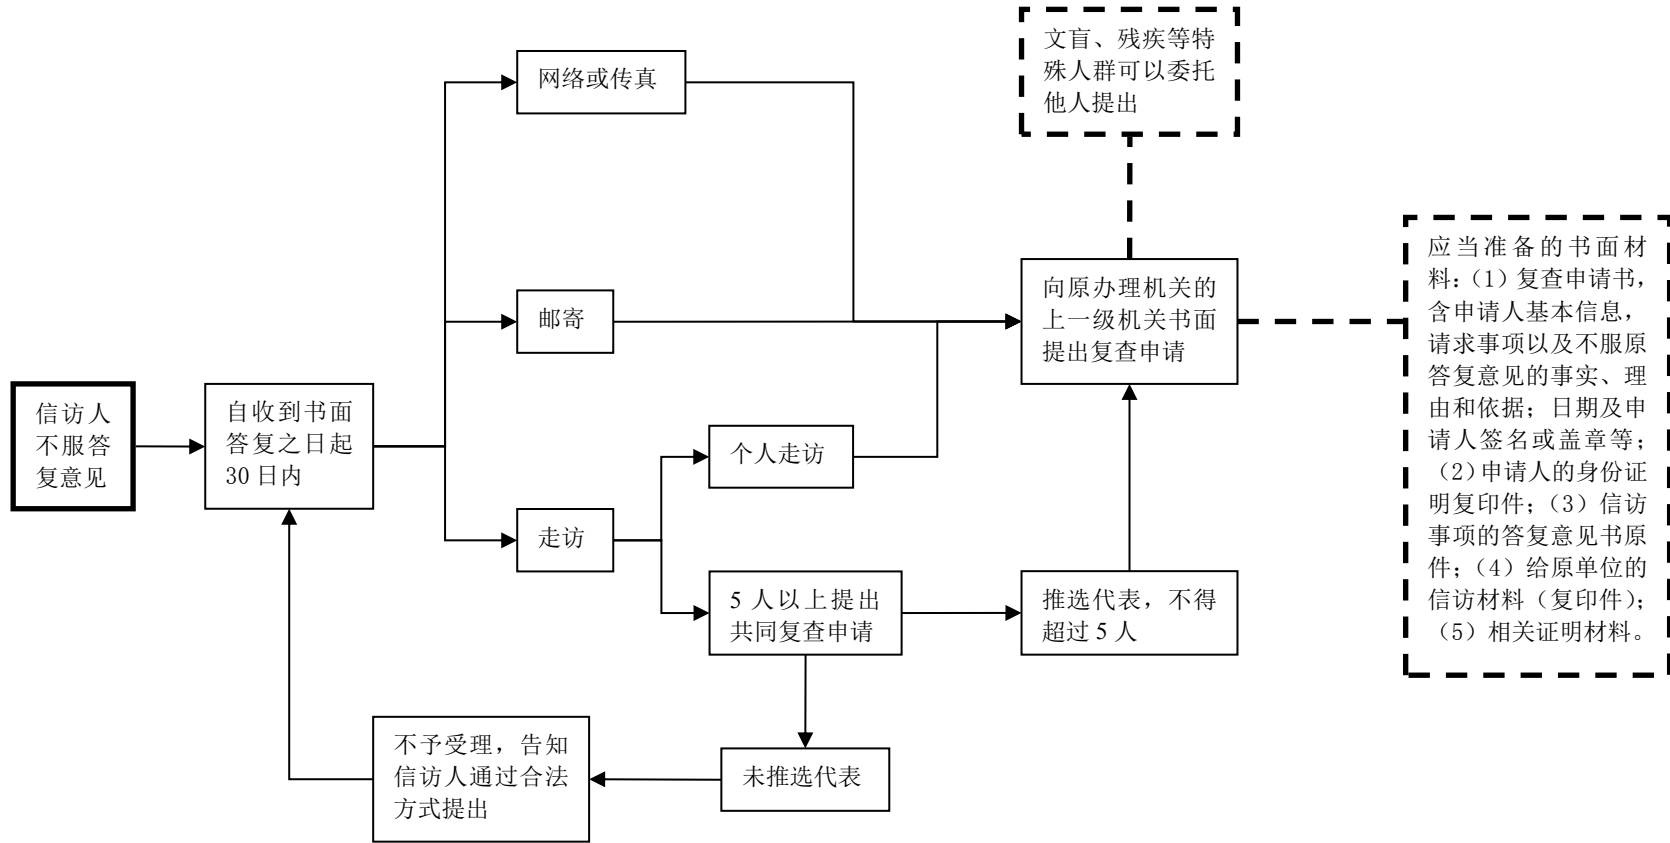 文盲、残疾等特
殊人群可以委托
他人提出
网络或传真
应当准备的书面材
料:（1）复查申请书，
含申请人基本信息，
请求事项以及不服原
答复意见的事实、理
由和依据；日期及申
请人签名或盖章等；
（2）申请人的身份证
明复印件；（3）信访
事项的答复意见书原
件；（4）给原单位的
信访材料（复印件）；
（5）相关证明材料。
邮寄
向原办理机关的
上一级机关书面
提出复查申请
信访人
不服答
复意见
自收到书面
答复之日起
30 日内
个人走访
走访
5 人以上提出
共同复查申请
推选代表，不得
超过 5 人
不予受理，告知
信访人通过合法
方式提出
未推选代表